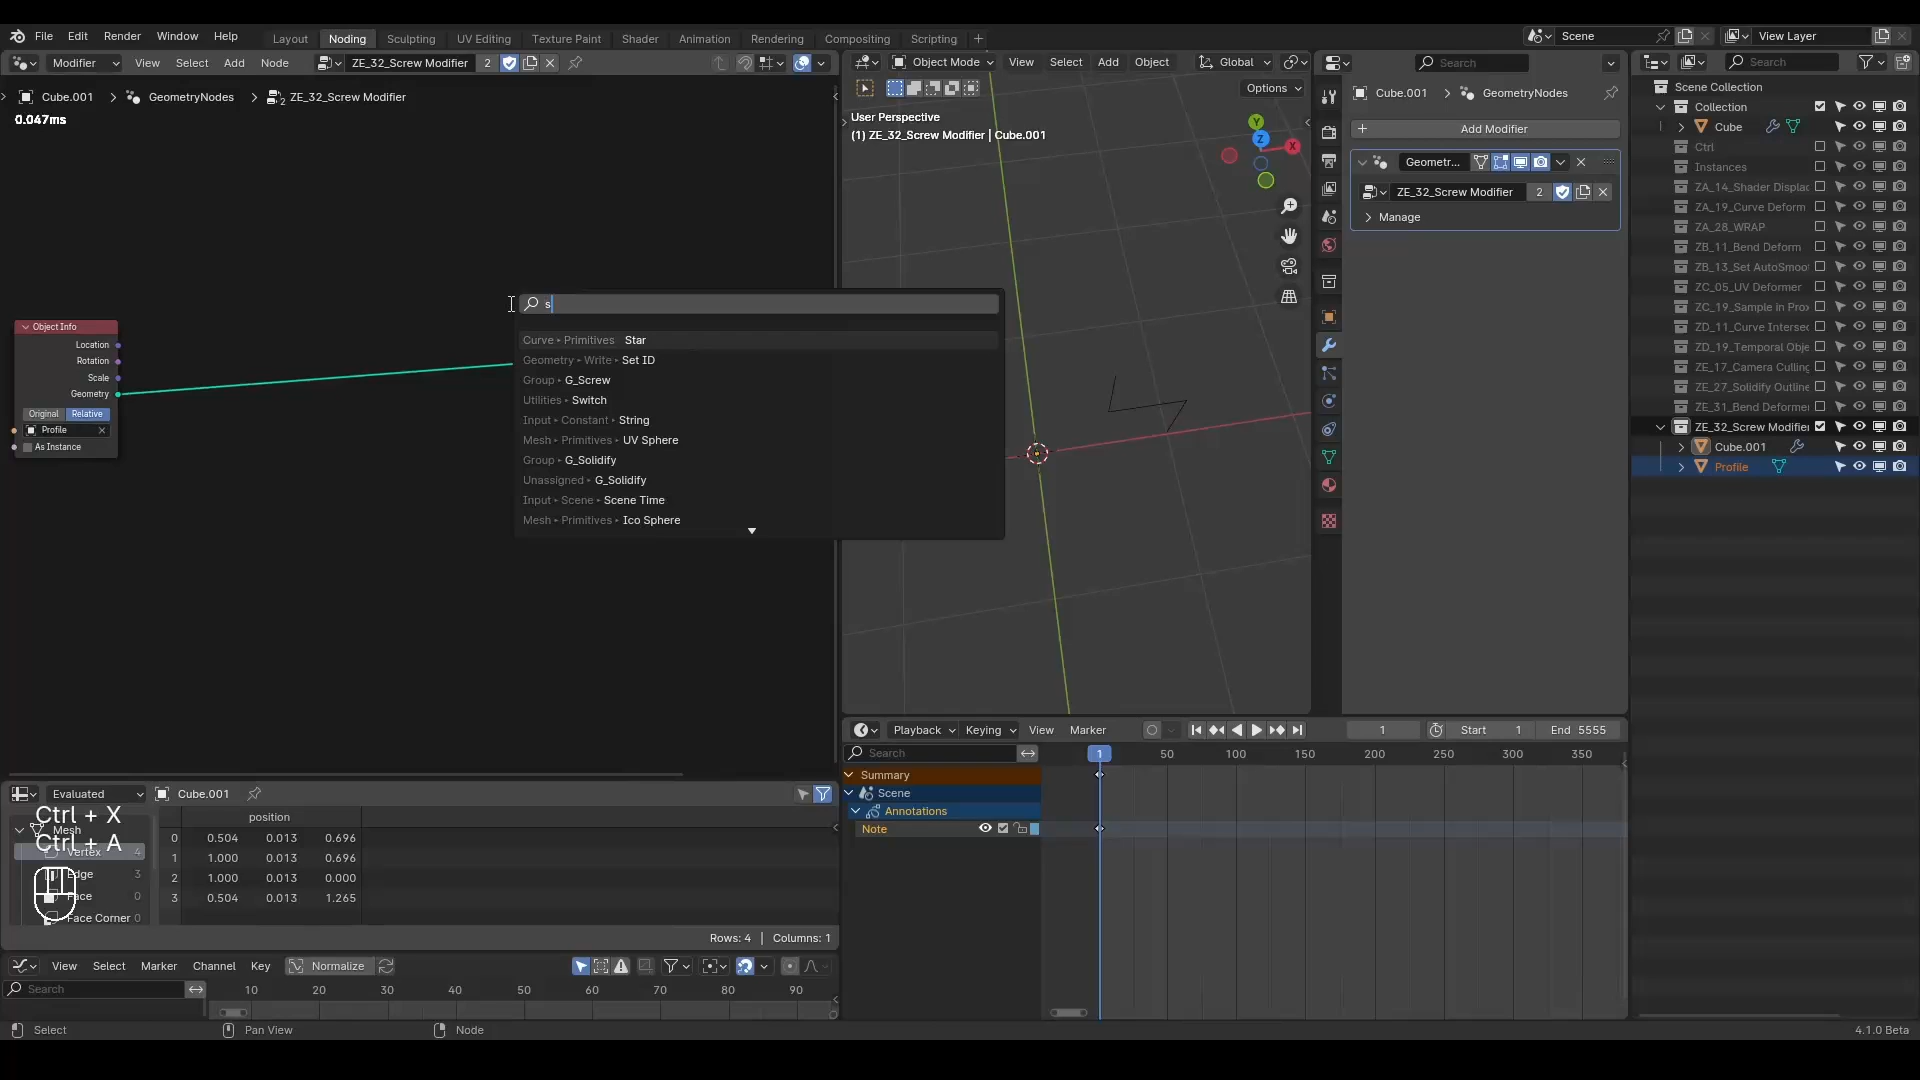 File Edit Render Window Help Layout Noding Sculpting UV Editing Texture Paint Shader Animation Rendering Compositing Scripting + Scene View Layer
Modifier View Select Add Node ZE_32_Screw Modifier 2
Cube.001 > GeometryNodes > ZE_32_Screw Modifier
0.047ms
Object Info
Location
Rotation
Scale
Geometry
Original Relative
Profile
As Instance
s
Curve ▸ Primitives Star
Geometry ▸ Write ▸ Set ID
Group ▸ G_Screw
Utilities ▸ Switch
Input ▸ Constant ▸ String
Mesh ▸ Primitives ▸ UV Sphere
Group ▸ G_Solidify
Unassigned ▸ G_Solidify
Input ▸ Scene ▸ Scene Time
Mesh ▸ Primitives ▸ Ico Sphere
Object Mode View Select Add Object Global
Options
User Perspective
(1) ZE_32_Screw Modifier | Cube.001
Y
Z
X
Search
Cube.001 > GeometryNodes
Add Modifier
Geometr...
ZE_32_Screw Modifier 2
Manage
Search
Scene Collection
Collection
Cube
Ctrl
Instances
ZA_14_Shader Displac
ZA_19_Curve Deform
ZA_28_WRAP
ZB_11_Bend Deform
ZB_13_Set AutoSmoo
ZC_05_UV Deformer
ZC_19_Sample in Prox
ZD_11_Curve Intersec
ZD_19_Temporal Obje
ZE_17_Camera Culling
ZE_27_Solidify Outline
ZE_31_Bend Deformer
ZE_32_Screw Modifier
Cube.001
Profile
Evaluated Cube.001
Ctrl + X
Ctrl + A
Mesh
Vertex 4
Edge 3
Face 0
Face Corner 0
position
0 0.504 0.013 0.696
1 1.000 0.013 0.696
2 1.000 0.013 0.000
3 0.504 0.013 1.265
Rows: 4 | Columns: 1
Playback Keying View Marker 1 Start 1 End 5555
Search
1 50 100 150 200 250 300 350
Summary
Scene
Annotations
Note
View Select Marker Channel Key Normalize
Search
10 20 30 40 50 60 70 80 90
Select Pan View Node 4.1.0 Beta